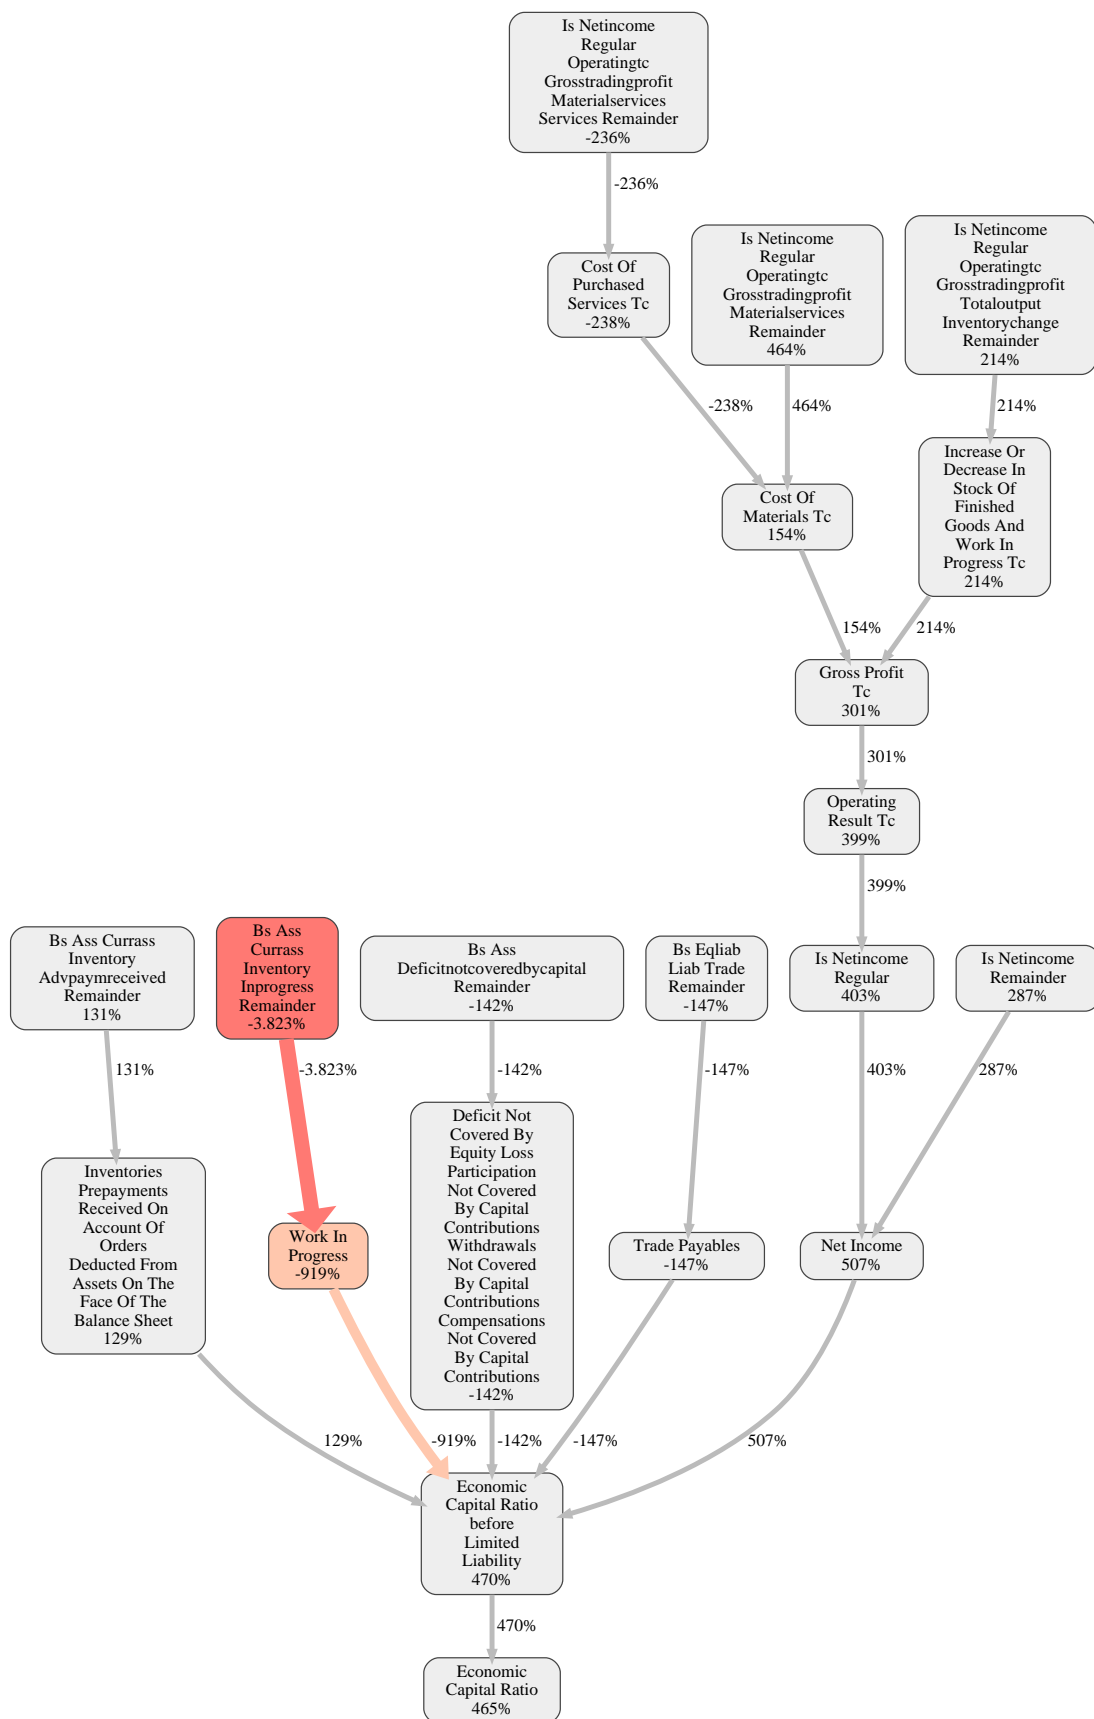 Is Netincome
Regular
Operatingtc
Grosstradingprofit
Materialservices
Services Remainder
-236%
-236%
Cost Of
Purchased
Services Tc
-238%
Is Netincome
Regular
Operatingtc
Grosstradingprofit
Materialservices
Remainder
464%
Is Netincome
Regular
Operatingtc
Grosstradingprofit
Totaloutput
Inventorychange
Remainder
214%
-238%
464%
214%
Cost Of
Materials Tc
154%
Increase Or
Decrease In
Stock Of
Finished
Goods And
Work In
Progress Tc
214%
154%
214%
Gross Profit
Tc
301%
301%
Operating
Result Tc
399%
399%
Bs Ass Currass
Inventory
Advpaymreceived
Remainder
131%
Bs Ass
Currass
Inventory
Inprogress
Remainder
-3.823%
Bs Ass
Deficitnotcoveredbycapital
Remainder
-142%
Bs Eqliab
Liab Trade
Remainder
-147%
Is Netincome
Regular
403%
Is Netincome
Remainder
287%
131%
-3.823%
-142%
-147%
403%
287%
Inventories
Prepayments
Received On
Account Of
Orders
Deducted From
Assets On The
Face Of The
Balance Sheet
129%
Work In
Progress
-919%
Deficit Not
Covered By
Equity Loss
Participation
Not Covered
By Capital
Contributions
Withdrawals
Not Covered
By Capital
Contributions
Compensations
Not Covered
By Capital
Contributions
-142%
Trade Payables
-147%
Net Income
507%
129%
-919%
-142%
-147%
507%
Economic
Capital Ratio
before
Limited
Liability
470%
470%
Economic
Capital Ratio
465%